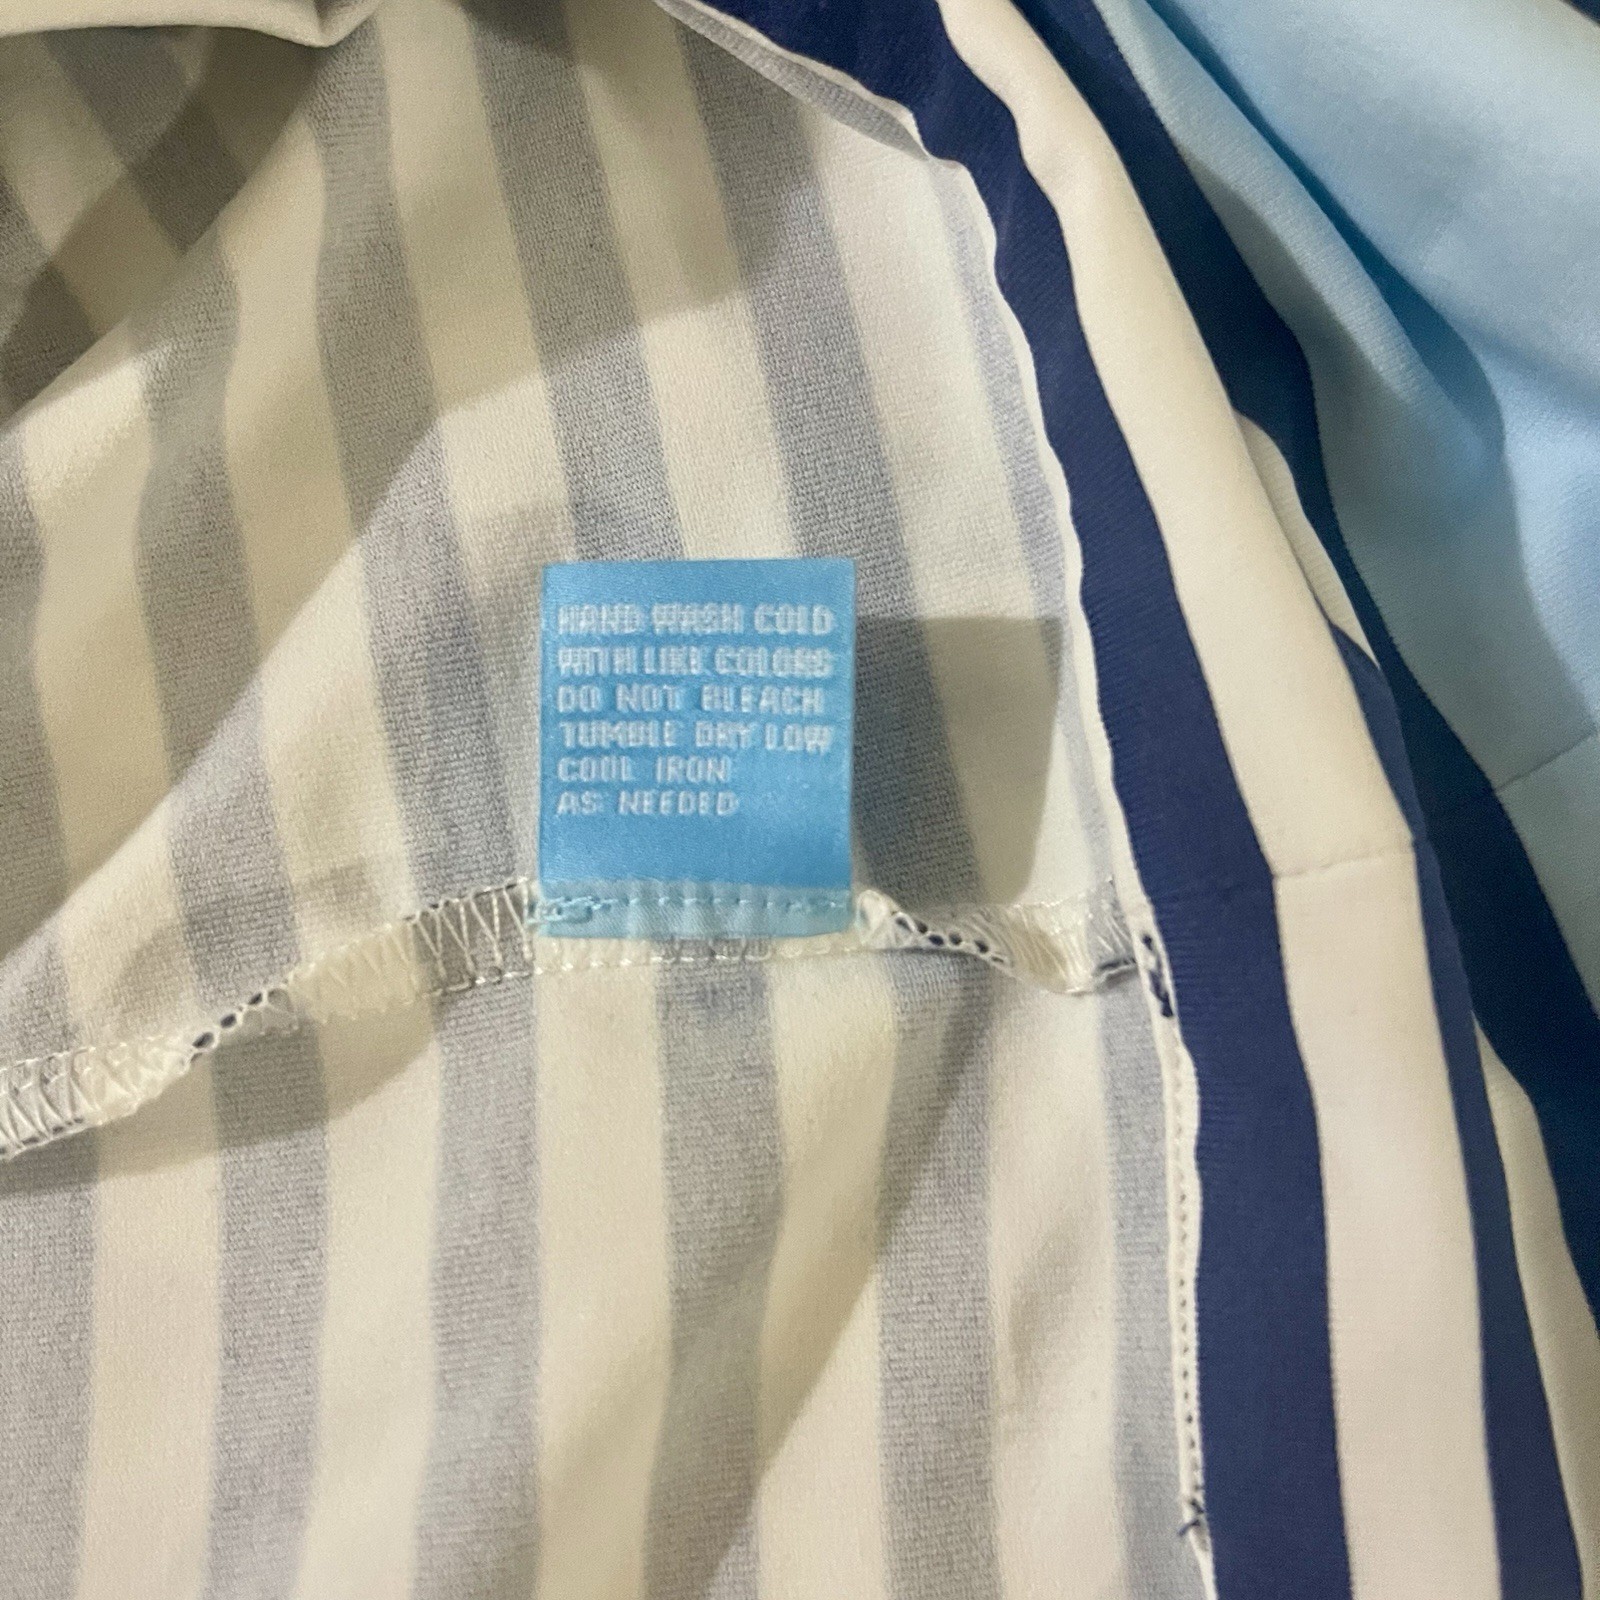 HAND WASH COLD
WITH LIKE COLORS
DO NOT BLEACH
TUMBLE DRY LOW
COOL IRON
AS NEEDED